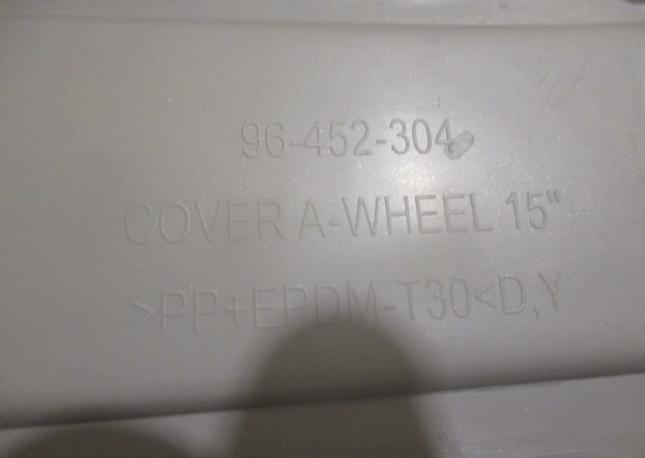 96-452-304
COVER A-WHEEL 15"
>PP+EPDM-T30<D,Y